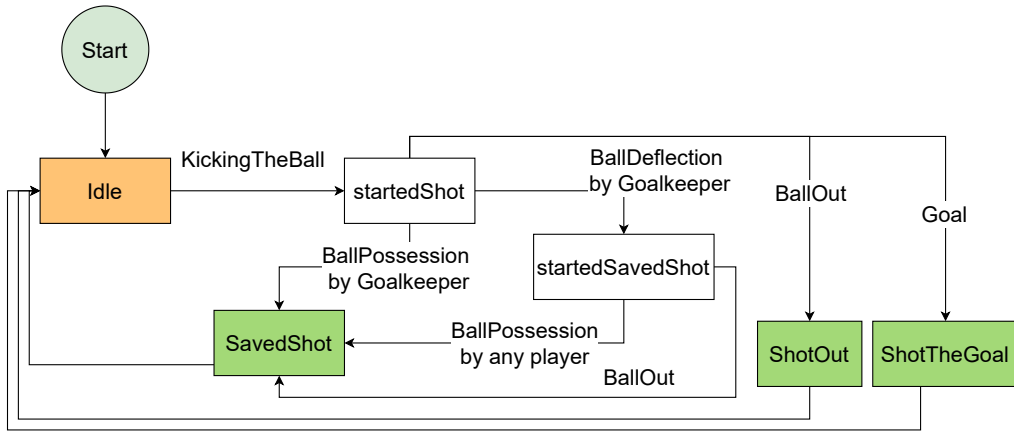 Start
KickingTheBall
Idle
startedShot
BallDeflection
by Goalkeeper
BallOut
Goal
BallPossession
by Goalkeeper
startedSavedShot
SavedShot
BallPossession
by any player
BallOut
ShotOut
ShotTheGoal